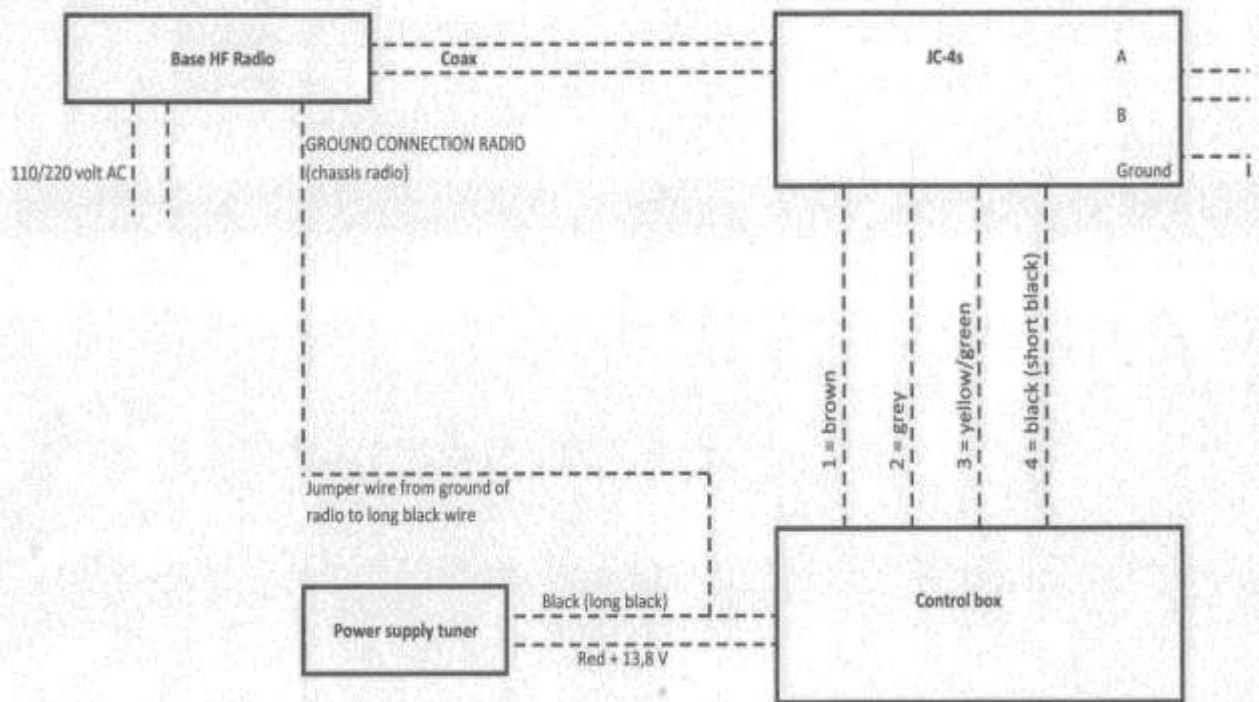 Base HF Radio
Coax
JC-4s
A
B
Ground
110/220 volt AC
GROUND CONNECTION RADIO
(chassis radio)
1 = brown
2 = grey
3 = yellow/green
4 = black (short black)
Jumper wire from ground of
radio to long black wire
Black (long black)
Power supply tuner
Red + 13,8 V
Control box